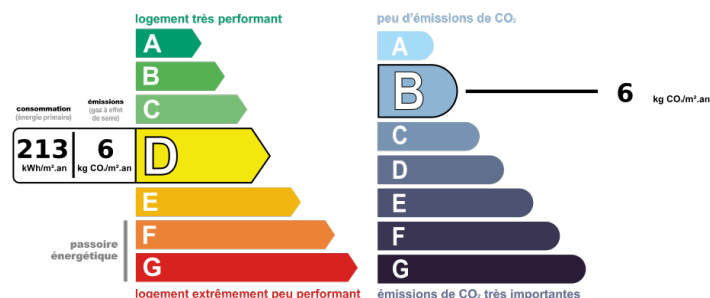 logement très performant
A
B
C
consommation
(énergie primaire)
émissions
(gaz à effet
de serre)
213
kWh/m².an
6
kg CO₂/m².an
D
E
F
G
passoire
énergétique
logement extrêmement peu performant
peu d'émissions de CO₂
A
B
6
kg CO₂/m².an
C
D
E
F
G
émissions de CO₂ très importantes